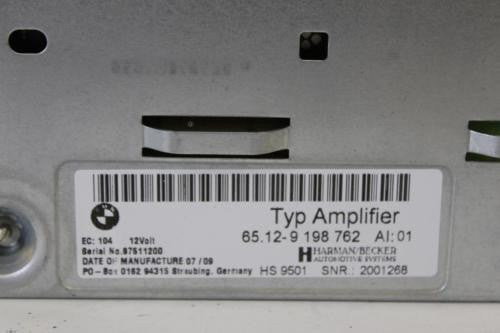 BMW
Typ Amplifier
EC: 104 12Volt
65.12-9 198 762 AI: 01
Serial No.97511200
DATE OF MANUFACTURE 07/09
HARMAN/BECKER
AUTOMOTIVE SYSTEMS
PO-Box 0162 94315 Straubing, Germany HS 9501 SNR.: 2001268